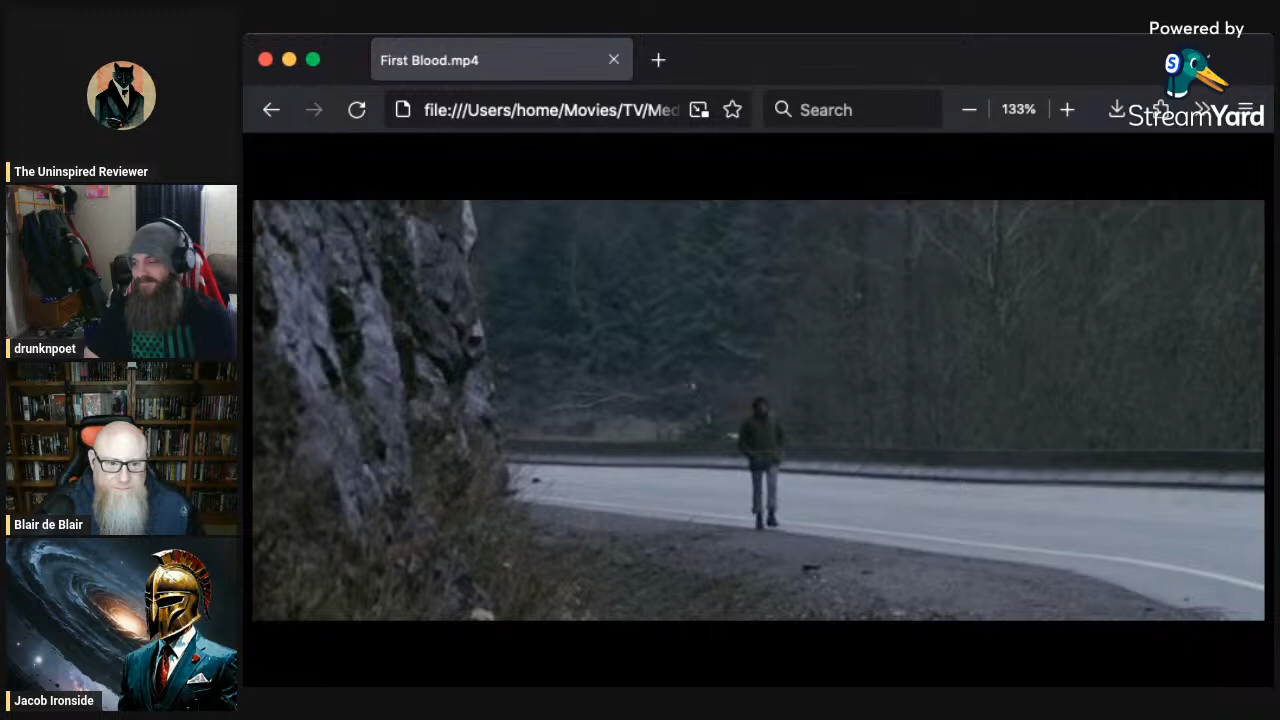 Powered by
StreamYard
First Blood.mp4
file:///Users/home/Movies/TV/Med
Search
133%
The Uninspired Reviewer
drunknpoet
Blair de Blair
Jacob Ironside